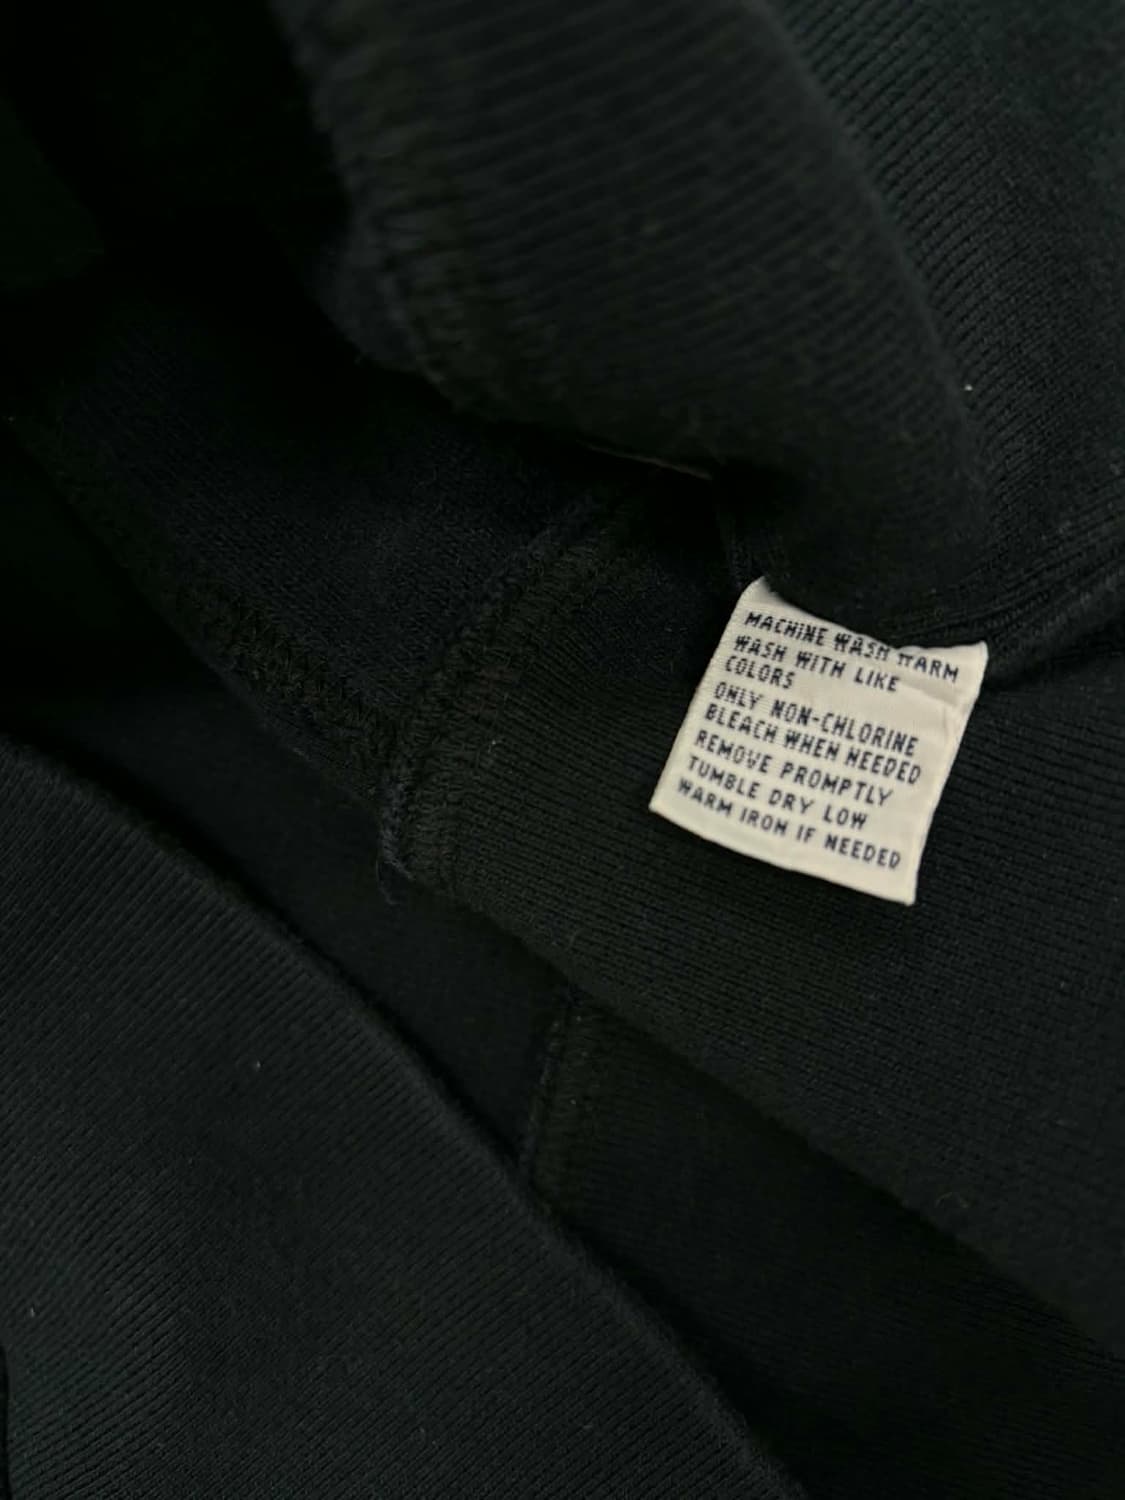 MACHINE WASH WARM
WASH WITH LIKE
COLORS
ONLY NON-CHLORINE
BLEACH WHEN NEEDED
REMOVE PROMPTLY
TUMBLE DRY LOW
WARM IRON IF NEEDED